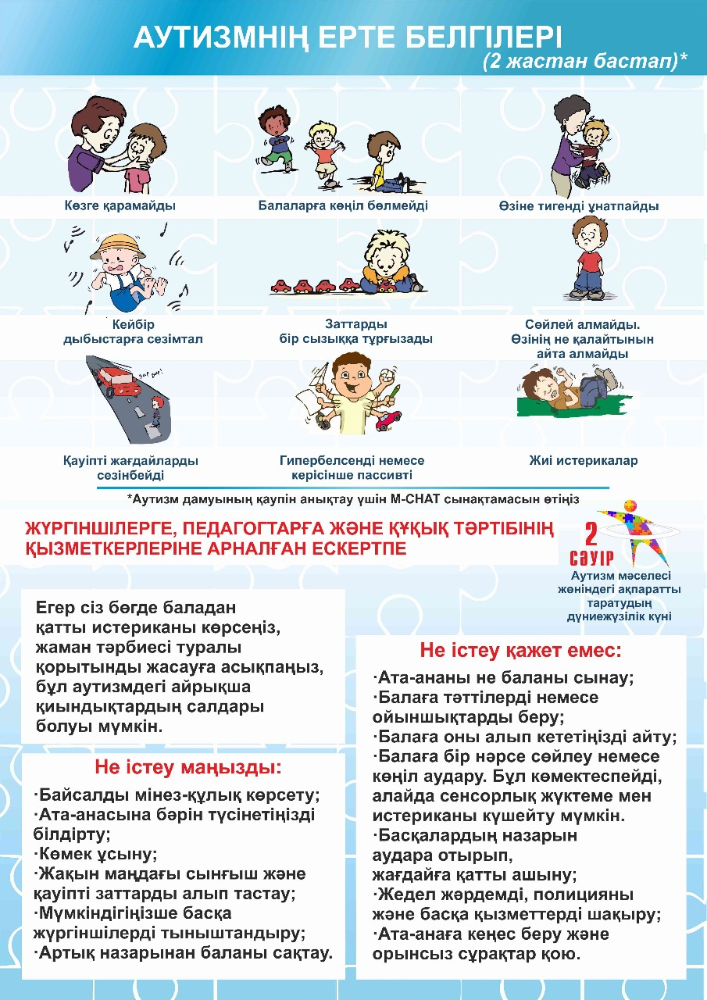 АУТИЗМНІҢ ЕРТЕ БЕЛГІЛЕРІ
(2 жастан бастап)*
Көзге қарамайды
Балаларға көңіл бөлмейді
Өзіне тигенді ұнатпайды
Кейбір
дыбыстарға сезімтал
Заттарды
бір сызыққа тұрғызады
Сөйлей алмайды.
Өзінің не қалайтынын
айта алмайды
Қауіпті жағдайларды
сезінбейді
Гипербелсенді немесе
керісінше пассивті
Жиі истерикалар
*Аутизм дамуының қаупін анықтау үшін M-CHAT сынақтамасын өтіңіз
ЖҮРГІНШІЛЕРГЕ, ПЕДАГОГТАРҒА ЖӘНЕ ҚҰҚЫҚ ТӘРТІБІНІҢ
ҚЫЗМЕТКЕРЛЕРІНЕ АРНАЛҒАН ЕСКЕРТПЕ
2
СӘУІР
Аутизм мәселесі
жөніндегі ақпаратты
таратудың
дүниежүзілік күні
Егер сіз бөгде баладан
қатты истериканы көрсеңіз,
жаман тәрбиесі туралы
қорытынды жасауға асықпаңыз,
бұл аутизмдегі айрықша
қиындықтардың салдары
болуы мүмкін.
Не істеу маңызды:
·Байсалды мінез-құлық көрсету;
·Ата-анасына бәрін түсінетіңізді
білдірту;
·Көмек ұсыну;
·Жақын маңдағы сынғыш және
қауіпті заттарды алып тастау;
·Мүмкіндігіңізше басқа
жүргіншілерді тыныштандыру;
·Артық назарынан баланы сақтау.
Не істеу қажет емес:
·Ата-ананы не баланы сынау;
·Балаға тәттілерді немесе
ойыншықтарды беру;
·Балаға оны алып кететіңізді айту;
·Балаға бір нәрсе сөйлеу немесе
көңіл аудару. Бұл көмектеспейді,
алайда сенсорлық жүктеме мен
истериканы күшейту мүмкін.
·Басқалардың назарын
аудара отырып,
жағдайға қатты ашыну;
·Жедел жәрдемді, полицияны
және басқа қызметтерді шақыру;
·Ата-анаға кеңес беру және
орынсыз сұрақтар қою.